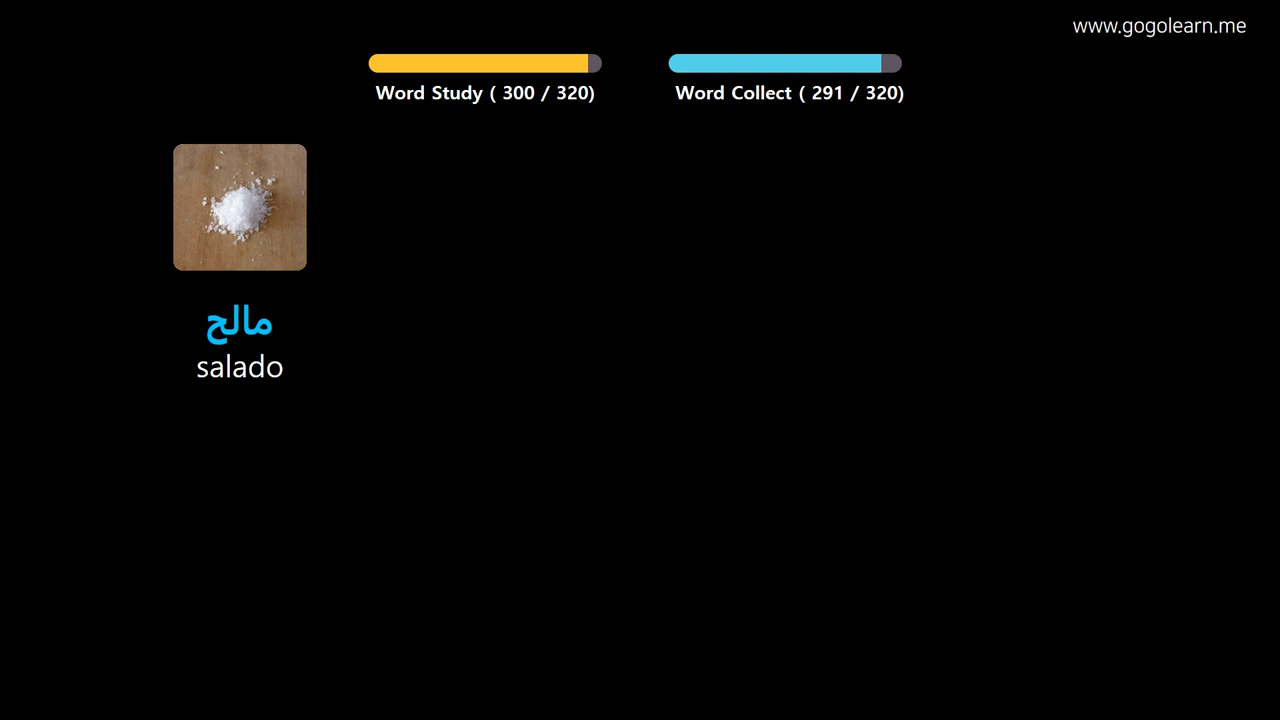 www.gogolearn.me
Word Study ( 300 / 320)
Word Collect ( 291 / 320)
مالح
salado